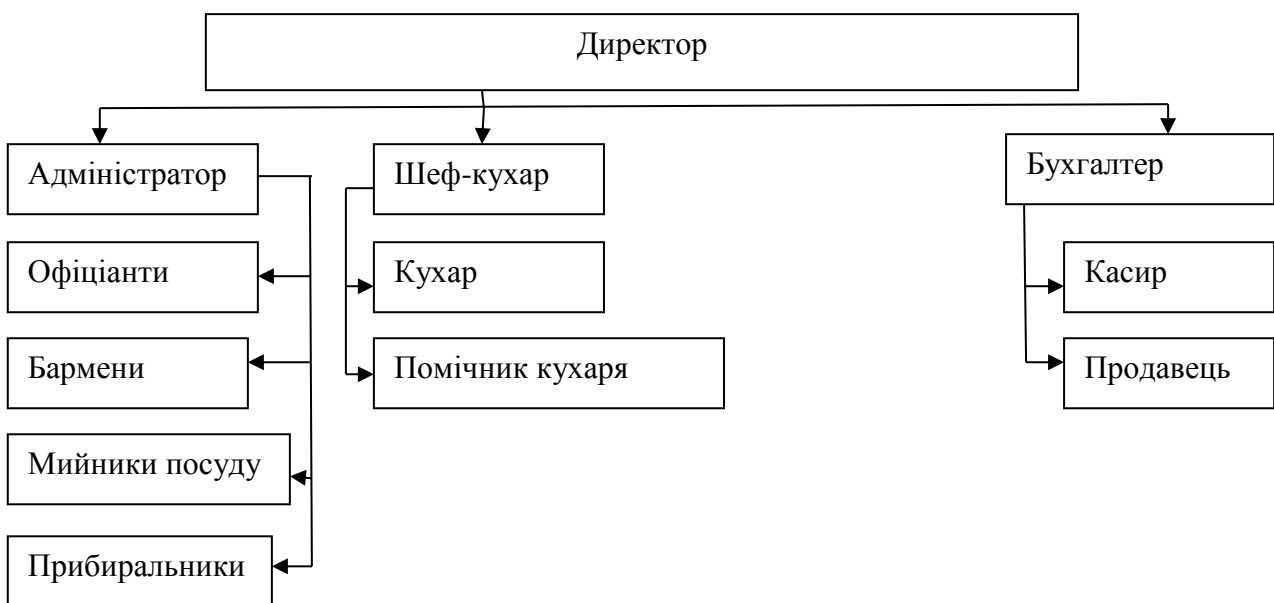 Директор
Адміністратор
Шеф-кухар
Бухгалтер
Офіціанти
Кухар
Касир
Бармени
Помічник кухаря
Продавець
Мийники посуду
Прибиральники